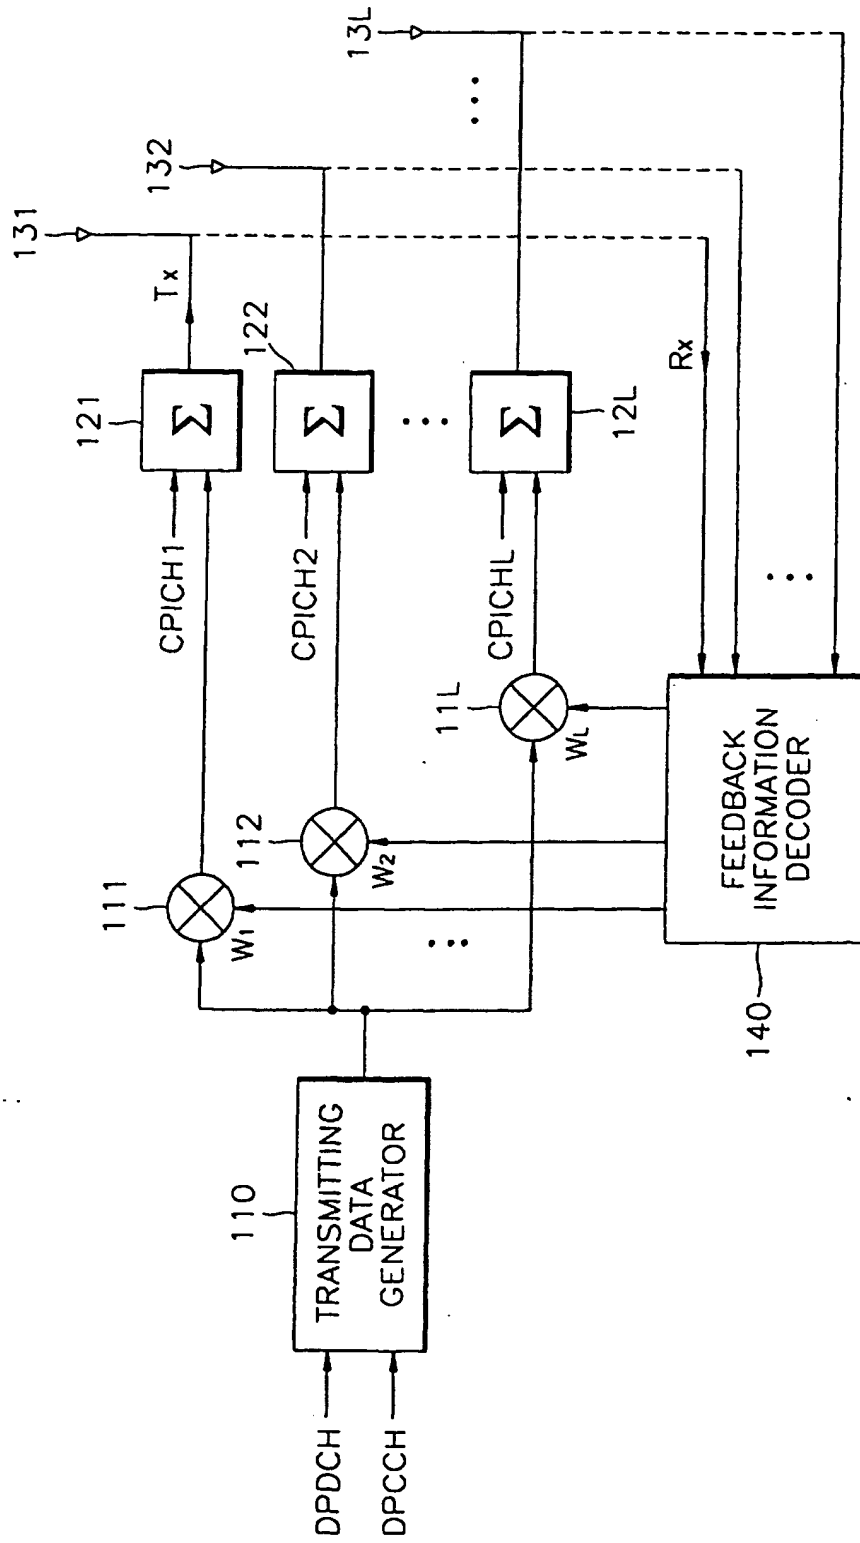 DPDCH
DPCCH
110
TRANSMITTING
DATA
GENERATOR
111
W1
112
W2
11L
WL
CPICH1
CPICH2
CPICHL
121
Σ
122
Σ
12L
Σ
Tx
131
132
13L
Rx
140
FEEDBACK
INFORMATION
DECODER